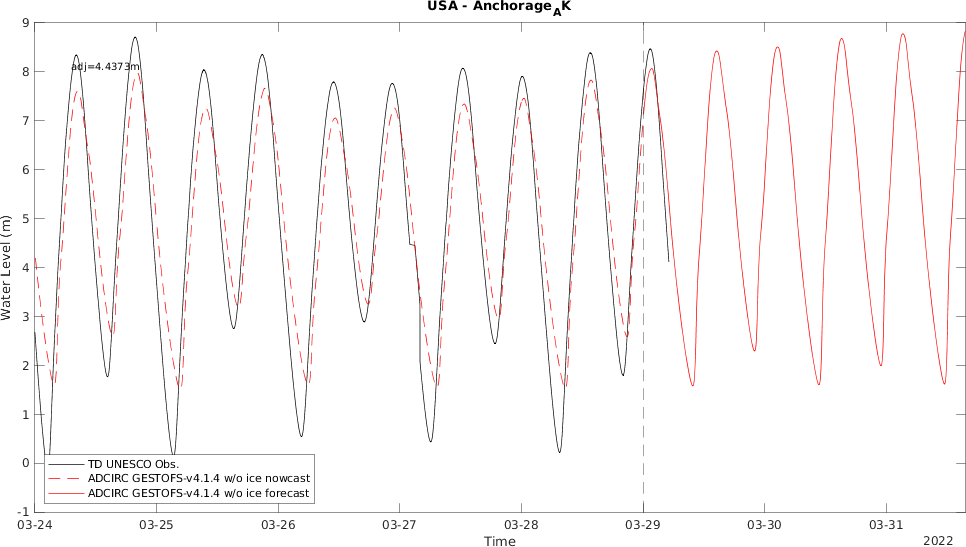 USA - Anchorage_AK
adj=4.4373m
9
8
7
6
5
4
3
2
1
0
-1
Water Level (m)
TD UNESCO Obs.
ADCIRC GESTOFS-v4.1.4 w/o ice nowcast
ADCIRC GESTOFS-v4.1.4 w/o ice forecast
03-24 03-25 03-26 03-27 03-28 03-29 03-30 03-31
Time
2022